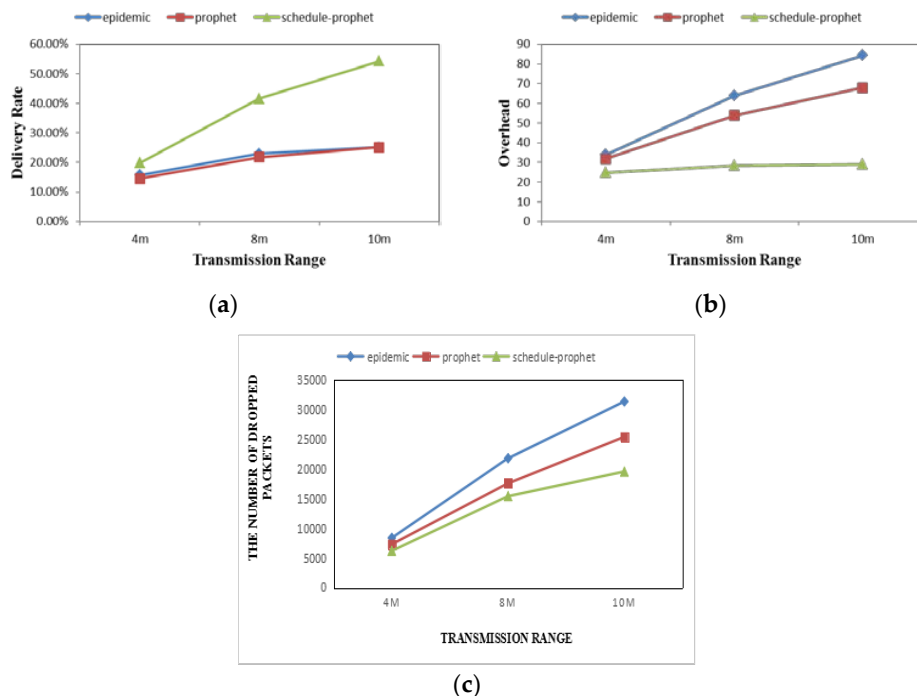 epidemic prophet schedule-prophet
60.00%
50.00%
40.00%
30.00%
20.00%
10.00%
0.00%
Delivery Rate
4m 8m 10m
Transmission Range
(a)
epidemic prophet schedule-prophet
90
80
70
60
50
40
30
20
10
0
Overhead
4m 8m 10m
Transmission Range
(b)
epidemic prophet schedule-prophet
35000
30000
25000
20000
15000
10000
5000
0
THE NUMBER OF DROPPED
PACKETS
4M 8M 10M
TRANSMISSION RANGE
(c)